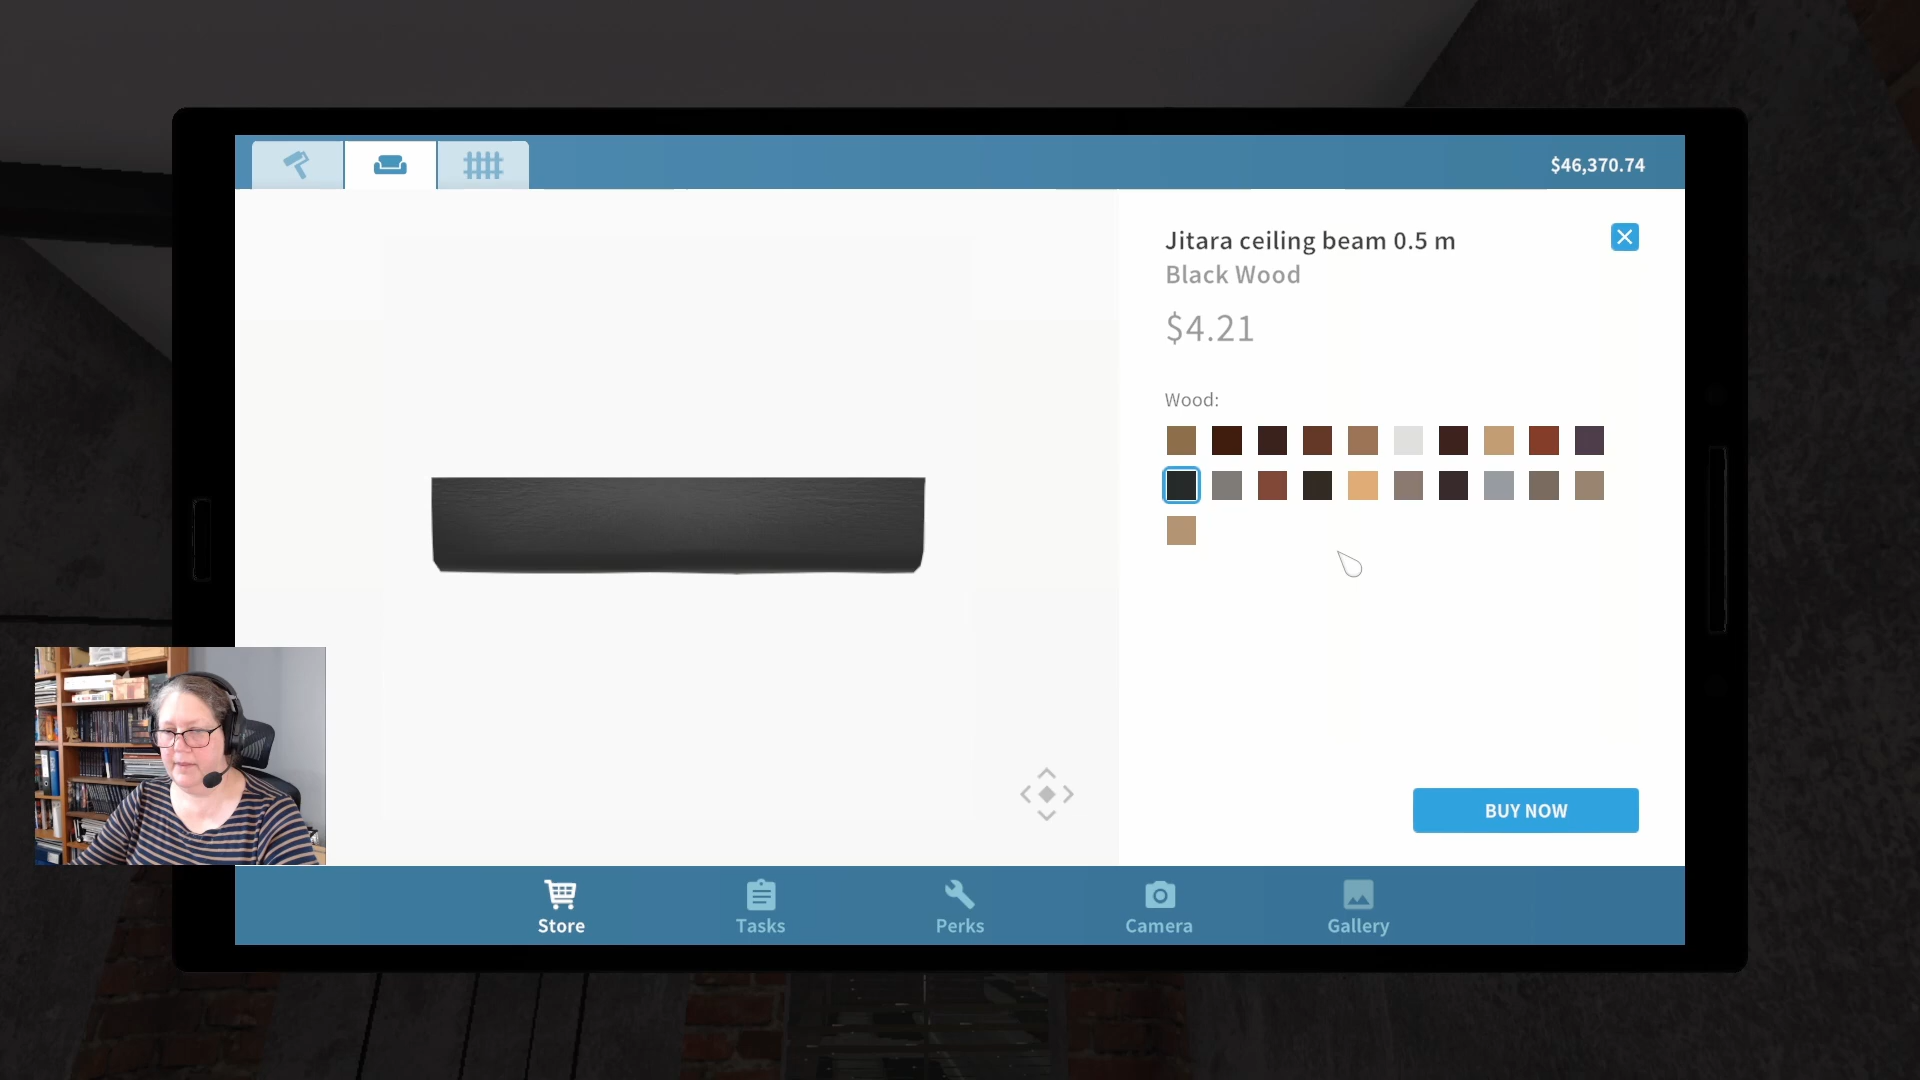 $46,370.74
Jitara ceiling beam 0.5 m
Black Wood
$4.21
Wood:
BUY NOW
Store
Tasks
Perks
Camera
Gallery